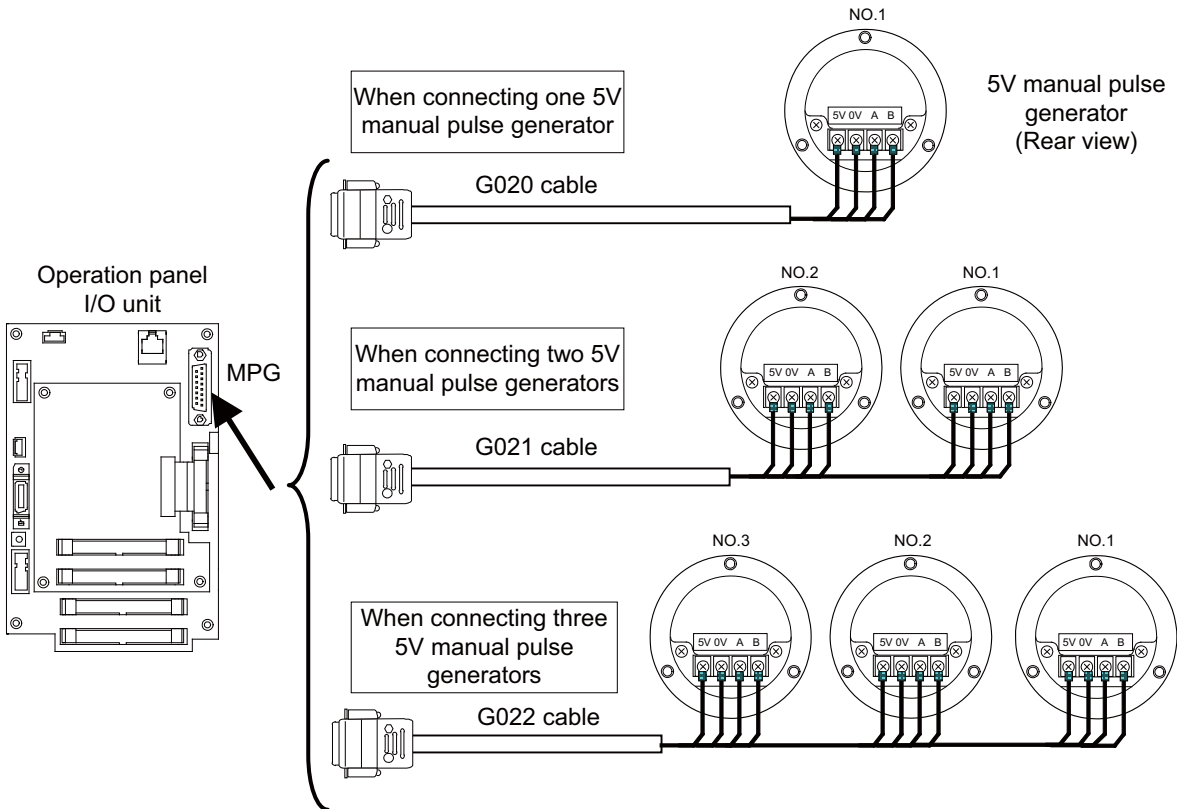 NO.1
When connecting one 5V
manual pulse generator
5V manual pulse
generator
(Rear view)
5V 0V A B
G020 cable
Operation panel
I/O unit
MPG
NO.2
NO.1
When connecting two 5V
manual pulse generators
5V 0V A B
5V 0V A B
G021 cable
NO.3
NO.2
NO.1
When connecting three
5V manual pulse
generators
5V 0V A B
5V 0V A B
5V 0V A B
G022 cable